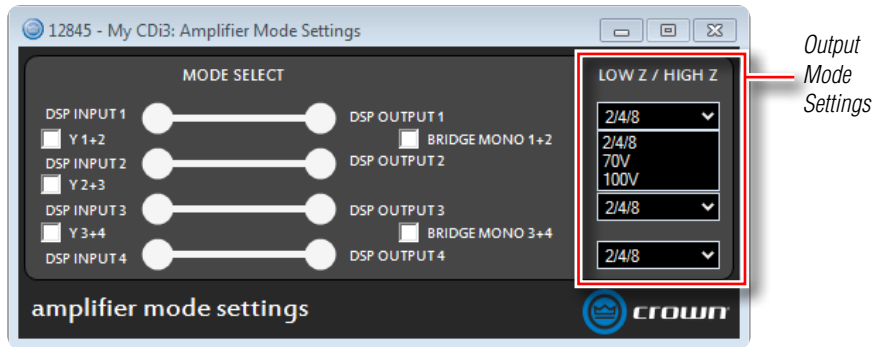 12845 - My CDi3: Amplifier Mode Settings
MODE SELECT
LOW Z / HIGH Z
Output
Mode
Settings
DSP INPUT 1
DSP OUTPUT 1
2/4/8
Y 1+2
BRIDGE MONO 1+2
2/4/8
70V
100V
DSP INPUT 2
DSP OUTPUT 2
Y 2+3
DSP INPUT 3
DSP OUTPUT 3
2/4/8
Y 3+4
BRIDGE MONO 3+4
DSP INPUT 4
DSP OUTPUT 4
2/4/8
amplifier mode settings
crown